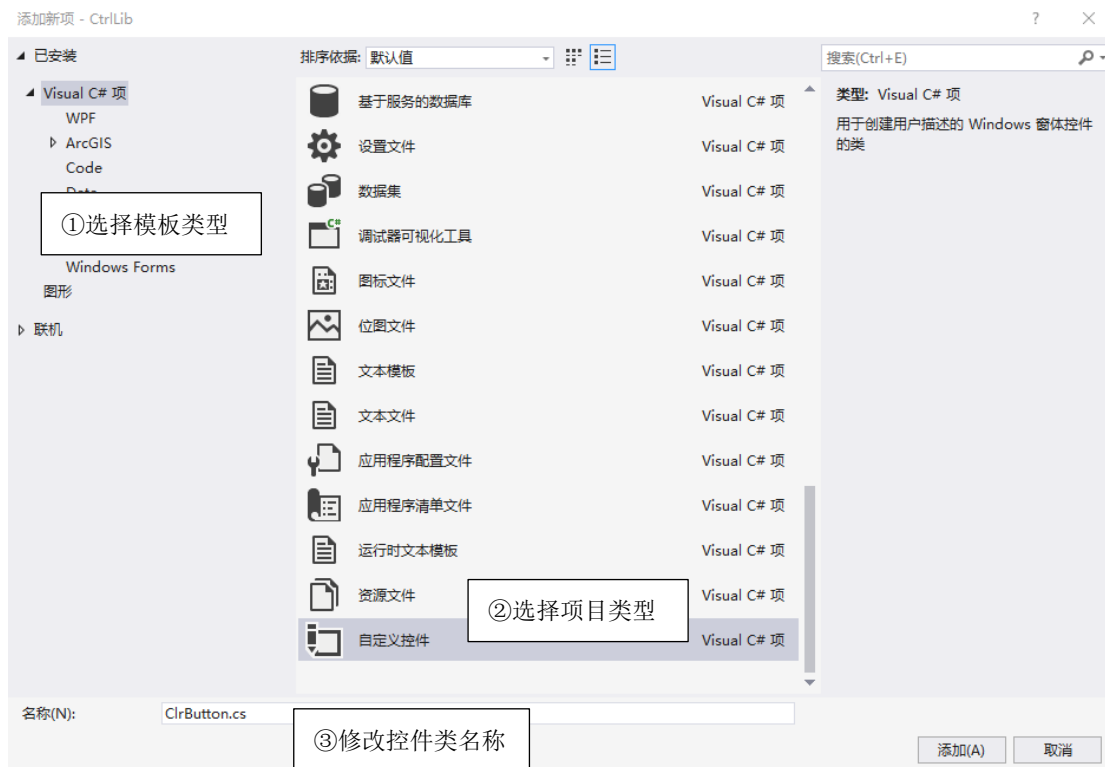 添加新项 - CtrlLib
?
已安装
排序依据: 默认值
搜索(Ctrl+E)
Visual C# 项
WPF
ArcGIS
Code
①选择模板类型
Windows Forms
图形
联机
基于服务的数据库 Visual C# 项
设置文件 Visual C# 项
数据集 Visual C# 项
C#
调试器可视化工具 Visual C# 项
图标文件 Visual C# 项
位图文件 Visual C# 项
文本模板 Visual C# 项
文本文件 Visual C# 项
应用程序配置文件 Visual C# 项
应用程序清单文件 Visual C# 项
运行时文本模板 Visual C# 项
资源文件 Visual C# 项
②选择项目类型
自定义控件 Visual C# 项
类型: Visual C# 项
用于创建用户描述的 Windows 窗体控件
的类
名称(N): ClrButton.cs
③修改控件类名称
添加(A) 取消